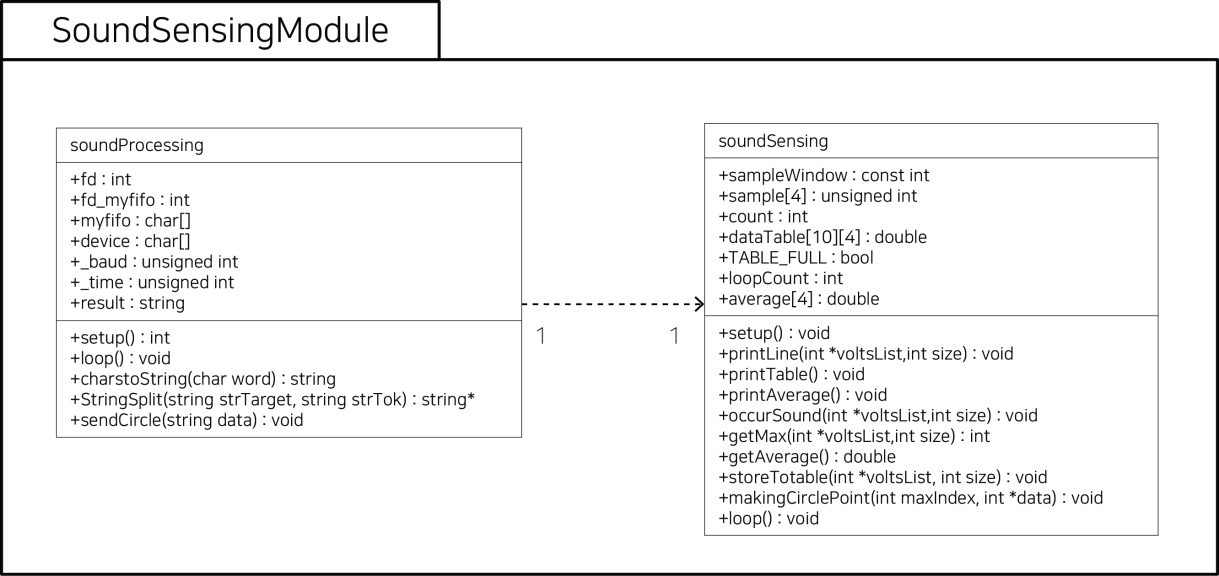 SoundSensingModule
soundProcessing
+fd : int
+fd_myfifo : int
+myfifo : char[]
+device : char[]
+_baud : unsigned int
+_time : unsigned int
+result : string
+setup() : int
+loop() : void
+charstoString(char word) : string
+StringSplit(string strTarget, string strTok) : string*
+sendCircle(string data) : void
1
1
soundSensing
+sampleWindow : const int
+sample[4] : unsigned int
+count : int
+dataTable[10][4] : double
+TABLE_FULL : bool
+loopCount : int
+average[4] : double
+setup() : void
+printLine(int *voltsList,int size) : void
+printTable() : void
+printAverage() : void
+occurSound(int *voltsList,int size) : void
+getMax(int *voltsList,int size) : int
+getAverage() : double
+storeTotable(int *voltsList, int size) : void
+makingCirclePoint(int maxIndex, int *data) : void
+loop() : void